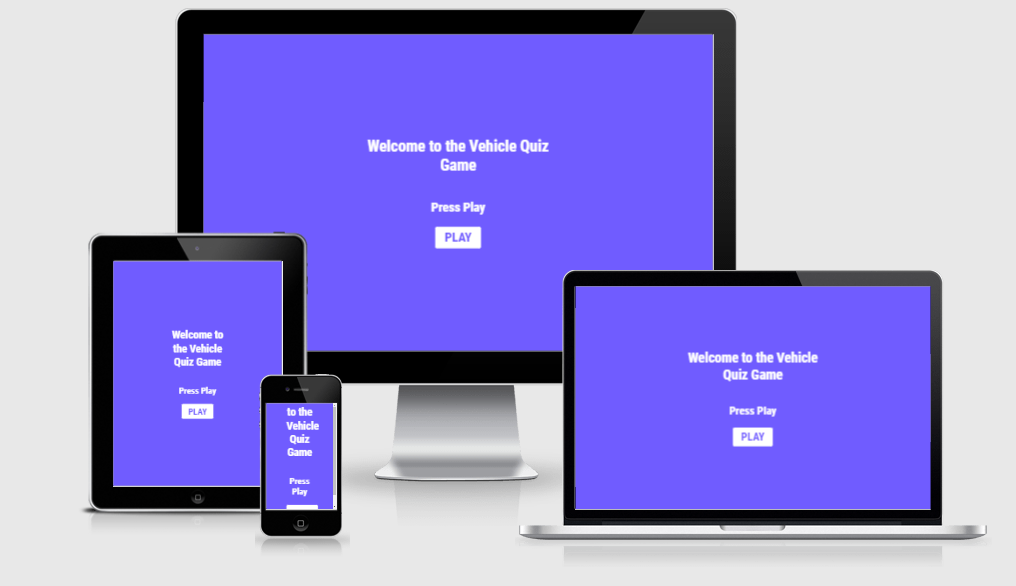 Welcome to the Vehicle Quiz
Game
Press Play
PLAY
Welcome to
the Vehicle
Quiz Game
Press Play
PLAY
to the
Vehicle
Quiz
Game
Press
Play
Welcome to the Vehicle
Quiz Game
Press Play
PLAY